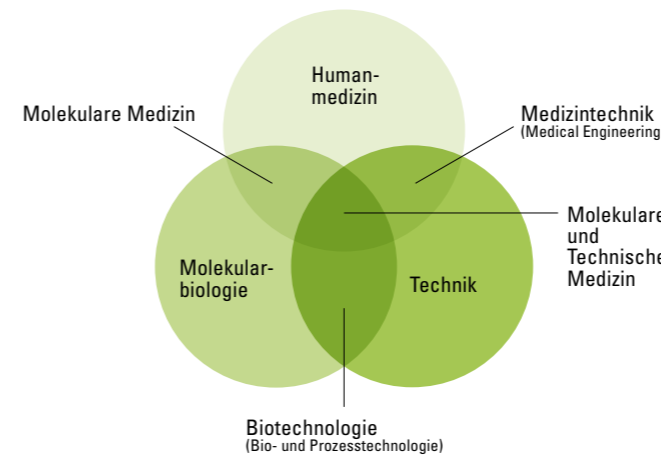 Human-
medizin
Molekulare Medizin
Medizintechnik
(Medical Engineering
Molekulare
und
Technische
Medizin
Molekular-
biologie
Technik
Biotechnologie
(Bio- und Prozesstechnologie)